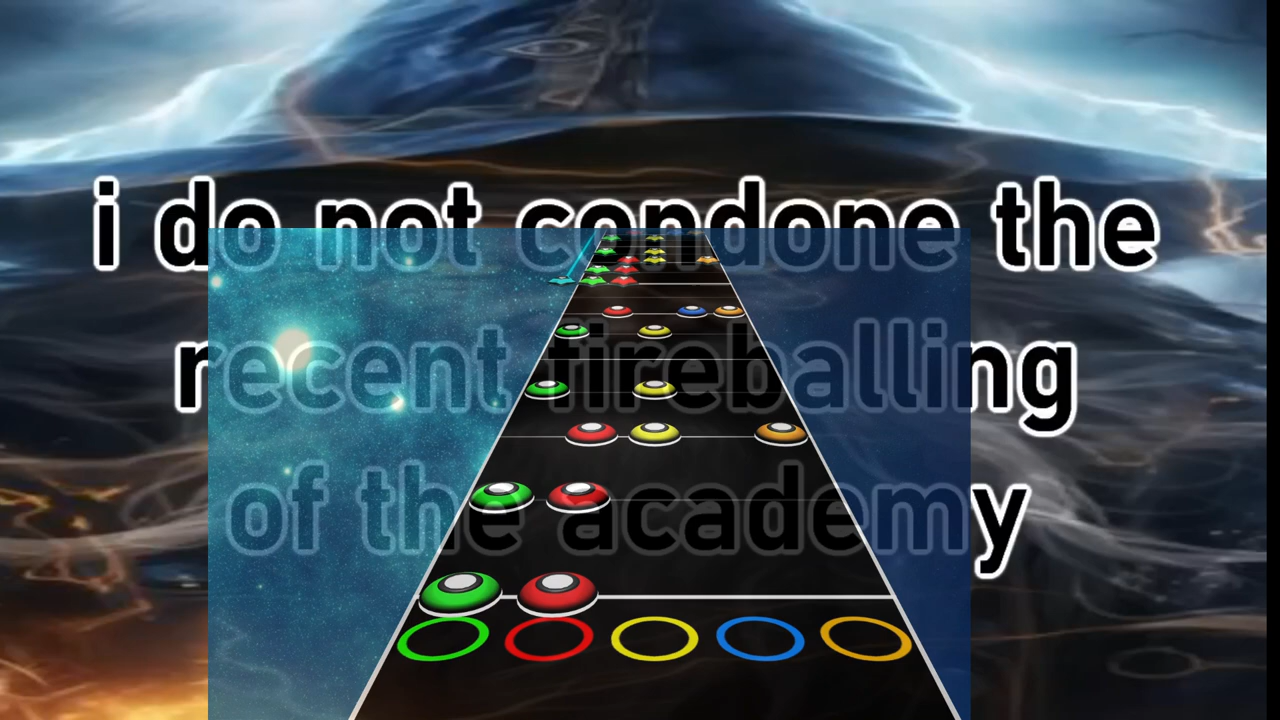 i do not condone the
recent fireballing
of the academy